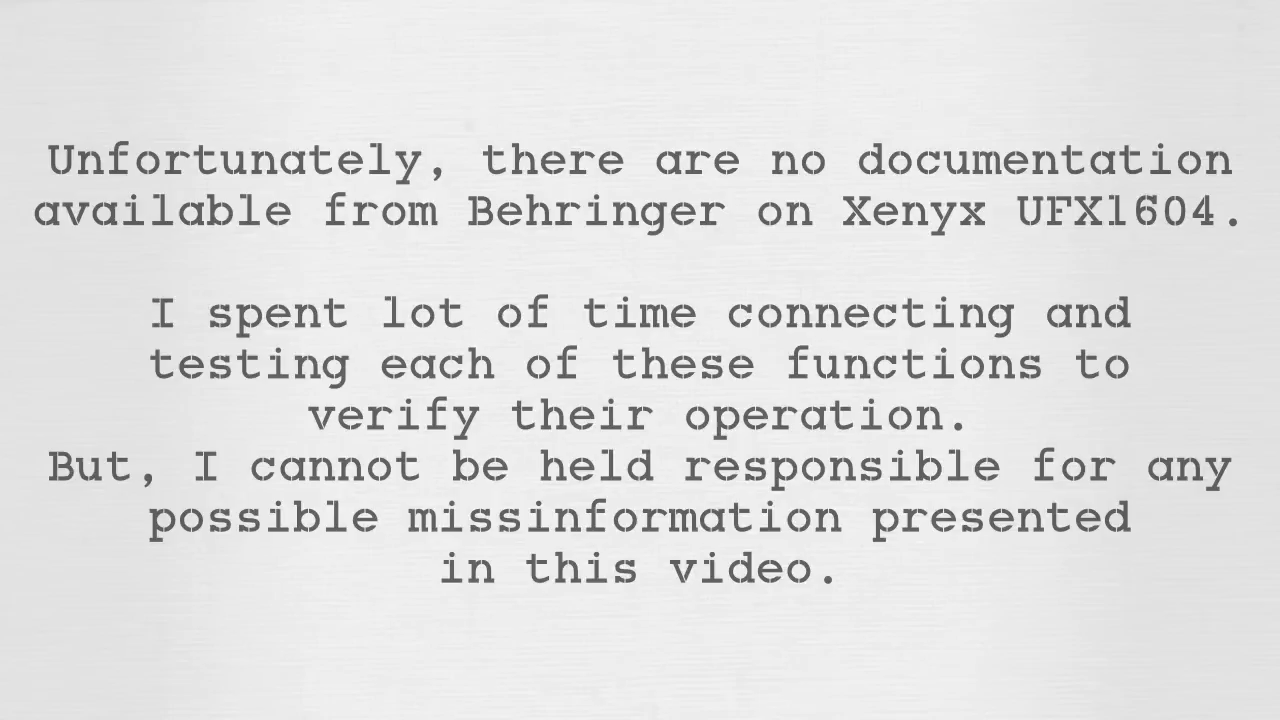 Unfortunately, there are no documentation
available from Behringer on Xenyx UFX1604.
I spent lot of time connecting and
testing each of these functions to
verify their operation.
But, I cannot be held responsible for any
possible missinformation presented
in this video.